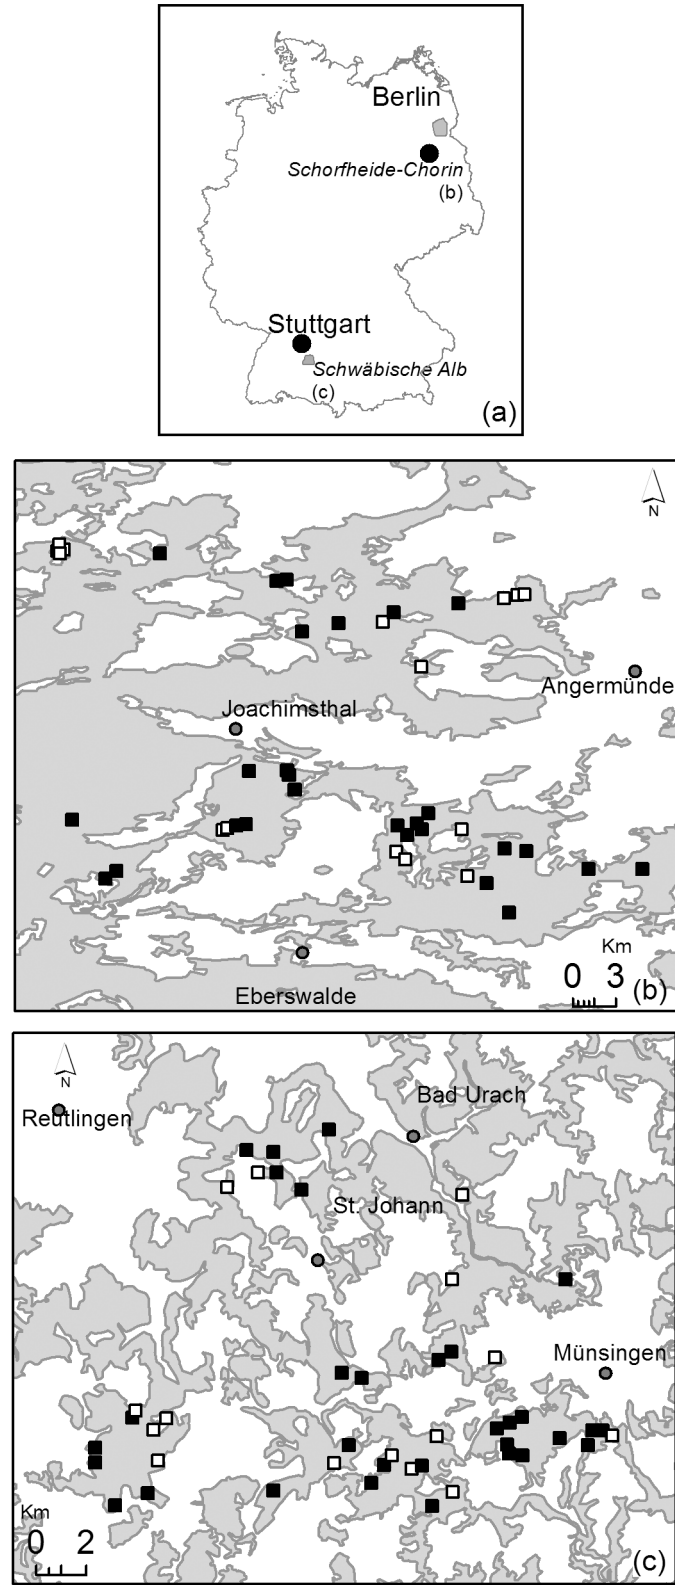 Berlin
Schorfheide-Chorin
(b)
Stuttgart
Schwäbische Alb
(c)
(a)
N
Angermünde
Joachimsthal
Km
0 3
(b)
Eberswalde
N
Bad Urach
Reutlingen
St. Johann
Münsingen
Km
0 2
(c)